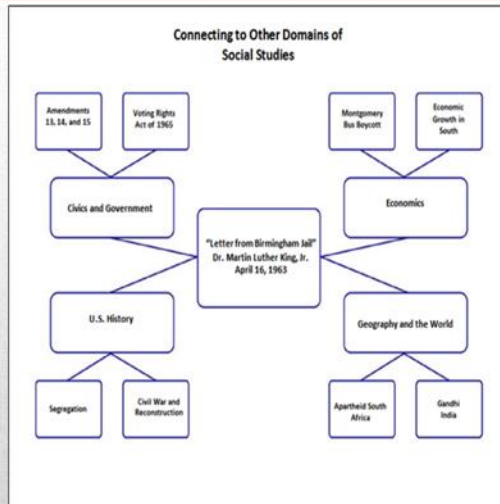 Connecting to Other Domains of
Social Studies
Amendments
13, 14, and 15
Voting Rights
Act of 1965
Montgomery
Bus Boycott
Economic
Growth in
South
Civics and Government
Economics
"Letter from Birmingham Jail"
Dr. Martin Luther King, Jr.
April 16, 1963
U.S. History
Geography and the World
Segregation
Civil War and
Reconstruction
Apartheid South
Africa
Gandhi
India